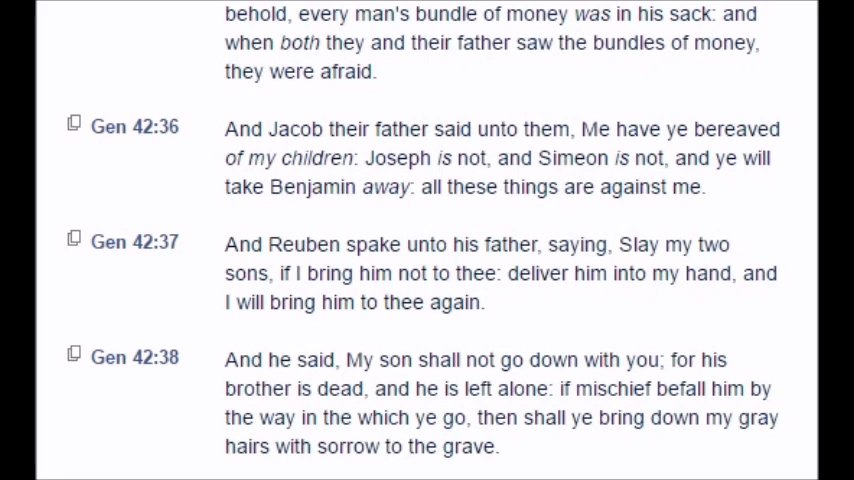 behold, every man's bundle of money was in his sack: and
when both they and their father saw the bundles of money,
they were afraid.
Gen 42:36
And Jacob their father said unto them, Me have ye bereaved
of my children: Joseph is not, and Simeon is not, and ye will
take Benjamin away: all these things are against me.
Gen 42:37
And Reuben spake unto his father, saying, Slay my two
sons, if I bring him not to thee: deliver him into my hand, and
I will bring him to thee again.
Gen 42:38
And he said, My son shall not go down with you; for his
brother is dead, and he is left alone: if mischief befall him by
the way in the which ye go, then shall ye bring down my gray
hairs with sorrow to the grave.